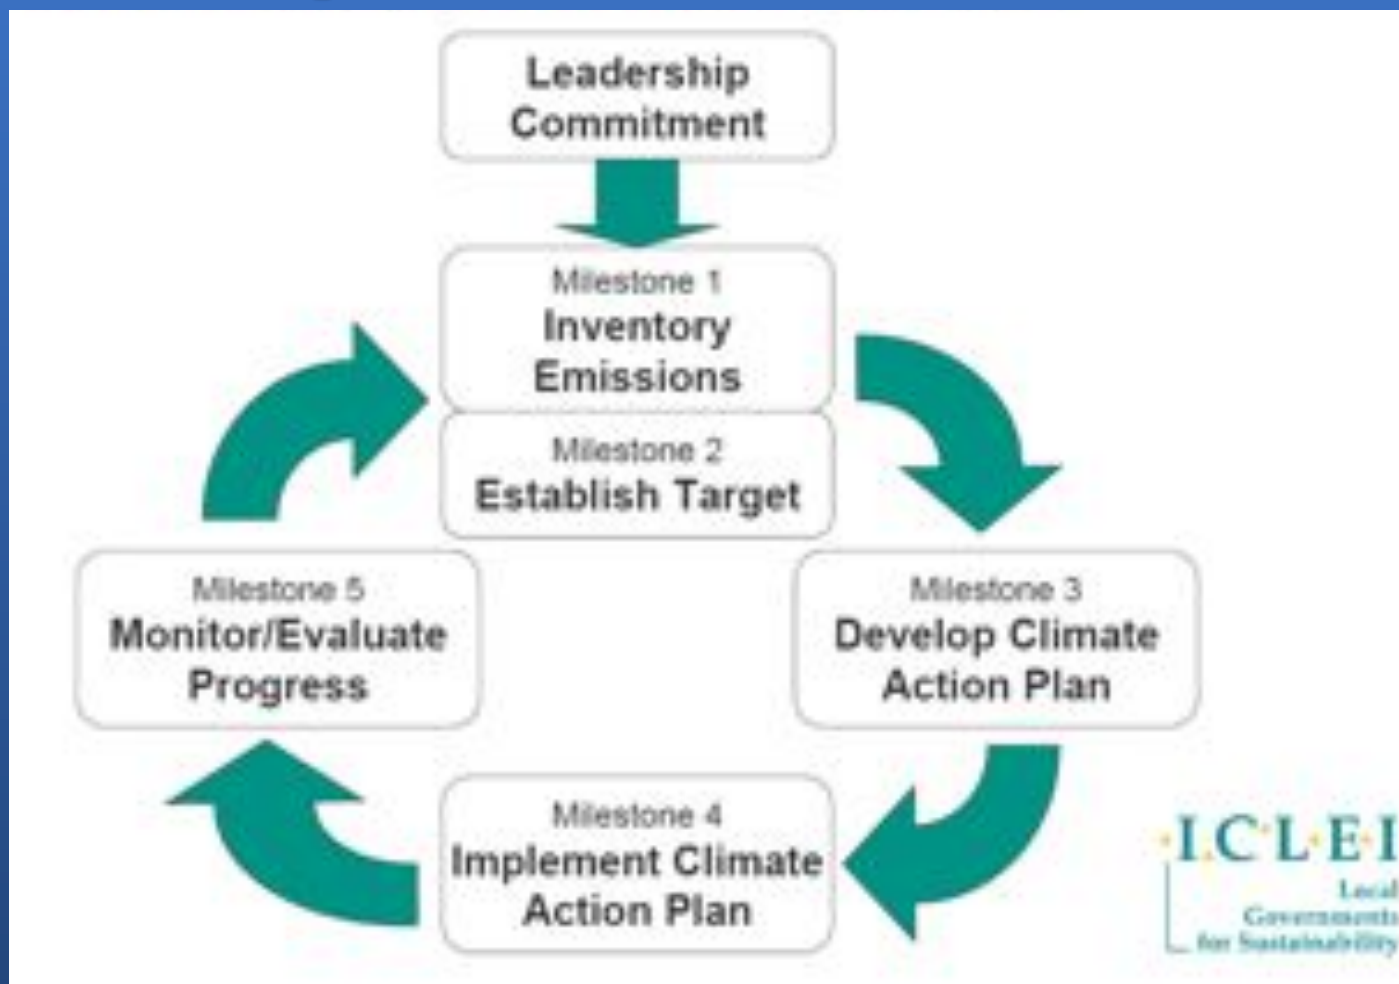 Leadership
Commitment
Milestone 1
Inventory
Emissions
Milestone 2
Establish Target
Milestone 3
Develop Climate
Action Plan
Milestone 4
Implement Climate
Action Plan
Milestone 5
Monitor/Evaluate
Progress
I·C·L·E·I
Local
Governments
for Sustainability